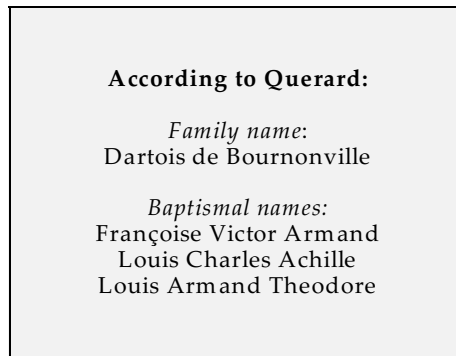 According to Querard:
Family name:
Dartois de Bournonville
Baptismal names:
Françoise Victor Armand
Louis Charles Achille
Louis Armand Theodore